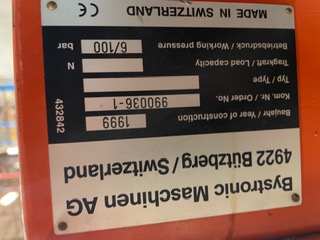 Bystronic Maschinen AG
4922 Bützberg/Switzerland
Baujahr / Year of construction 1999
Kom. / Nr. / Order No. 990036-1
Typ / Type /
Tragkraft / Load capacity N
Betriebsdruck / Working pressure 6/100 bar
MADE IN SWITZERLAND CE
432842